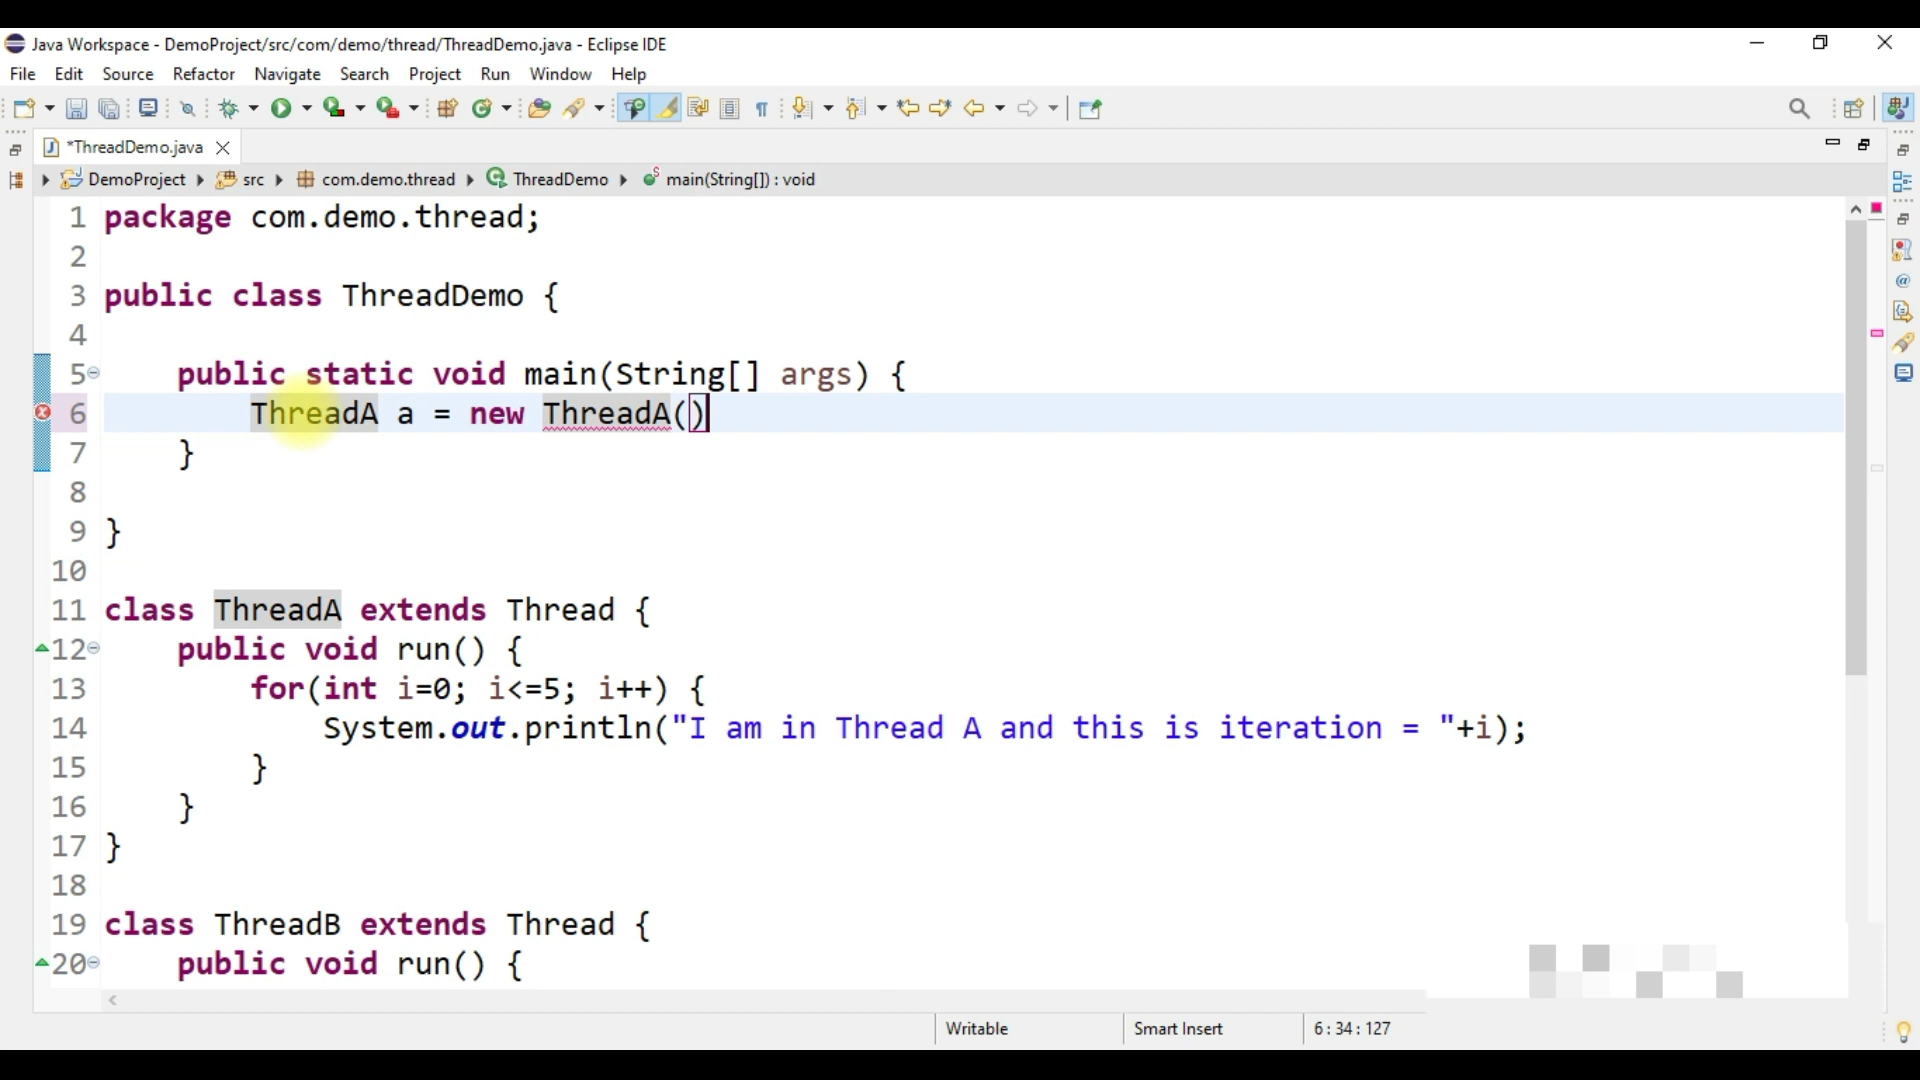 Java Workspace - DemoProject/src/com/demo/thread/ThreadDemo.java - Eclipse IDE
File Edit Source Refactor Navigate Search Project Run Window Help
*ThreadDemo.java
DemoProject src com.demo.thread ThreadDemo main(String[]) : void
1 package com.demo.thread;
2
3 public class ThreadDemo {
4
5 public static void main(String[] args) {
6 ThreadA a = new ThreadA()
7 }
8
9 }
10
11 class ThreadA extends Thread {
12 public void run() {
13 for(int i=0; i<=5; i++) {
14 System.out.println("I am in Thread A and this is iteration = "+i);
15 }
16 }
17 }
18
19 class ThreadB extends Thread {
20 public void run() {
Writable Smart Insert 6 : 34 : 127